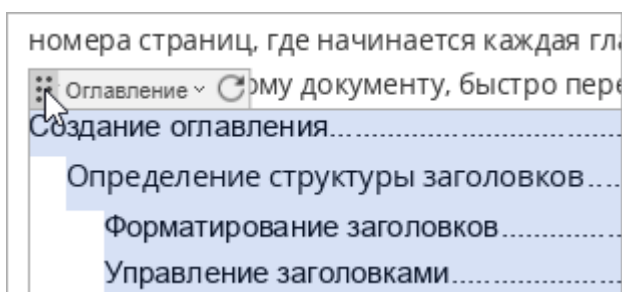 номера страниц, где начинается каждая гла
Оглавление ому документу, быстро пере
Создание оглавления
Определение структуры заголовков
Форматирование заголовков
Управление заголовками